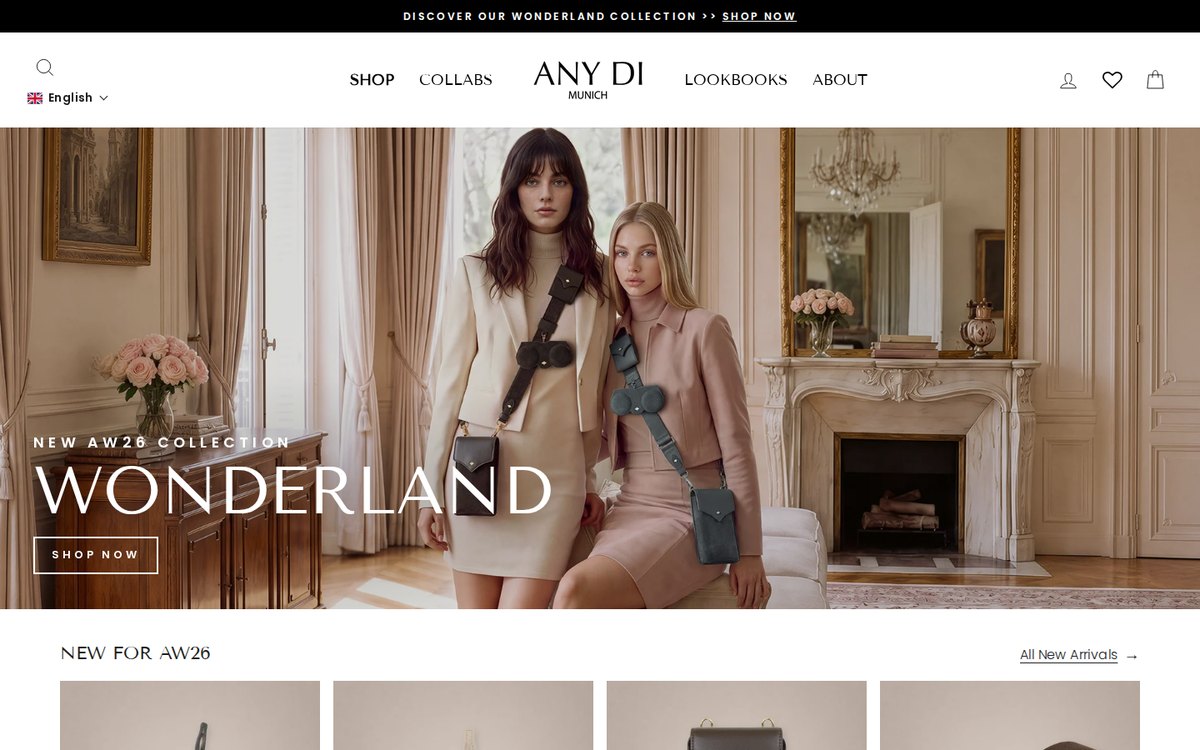 DISCOVER OUR WONDERLAND COLLECTION >> SHOP NOW
English
SHOP
COLLABS
ANY DI
MUNICH
LOOKBOOKS
ABOUT
NEW AW26 COLLECTION
WONDERLAND
SHOP NOW
NEW FOR AW26
All New Arrivals →